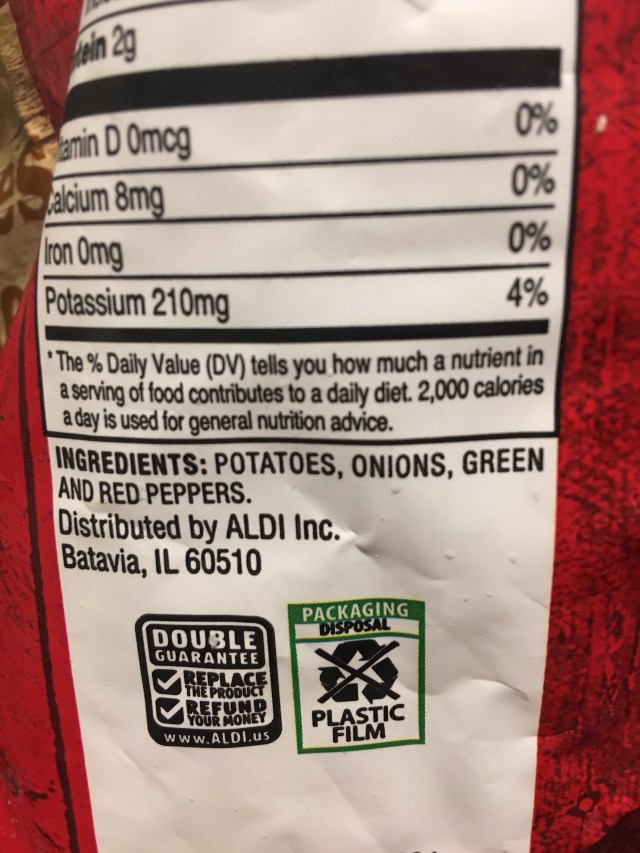 2g
D 0mcg 0%
Calcium 8mg 0%
Iron 0mg 0%
Potassium 210mg 4%
* The % Daily Value (DV) tells you how much a nutrient in
a serving of food contributes to a daily diet. 2,000 calories
a day is used for general nutrition advice.
INGREDIENTS: POTATOES, ONIONS, GREEN
AND RED PEPPERS.
Distributed by ALDI Inc.
Batavia, IL 60510
DOUBLE
GUARANTEE
REPLACE
THE PRODUCT
REFUND
YOUR MONEY
www.ALDI.us
PACKAGING
DISPOSAL
PLASTIC
FILM